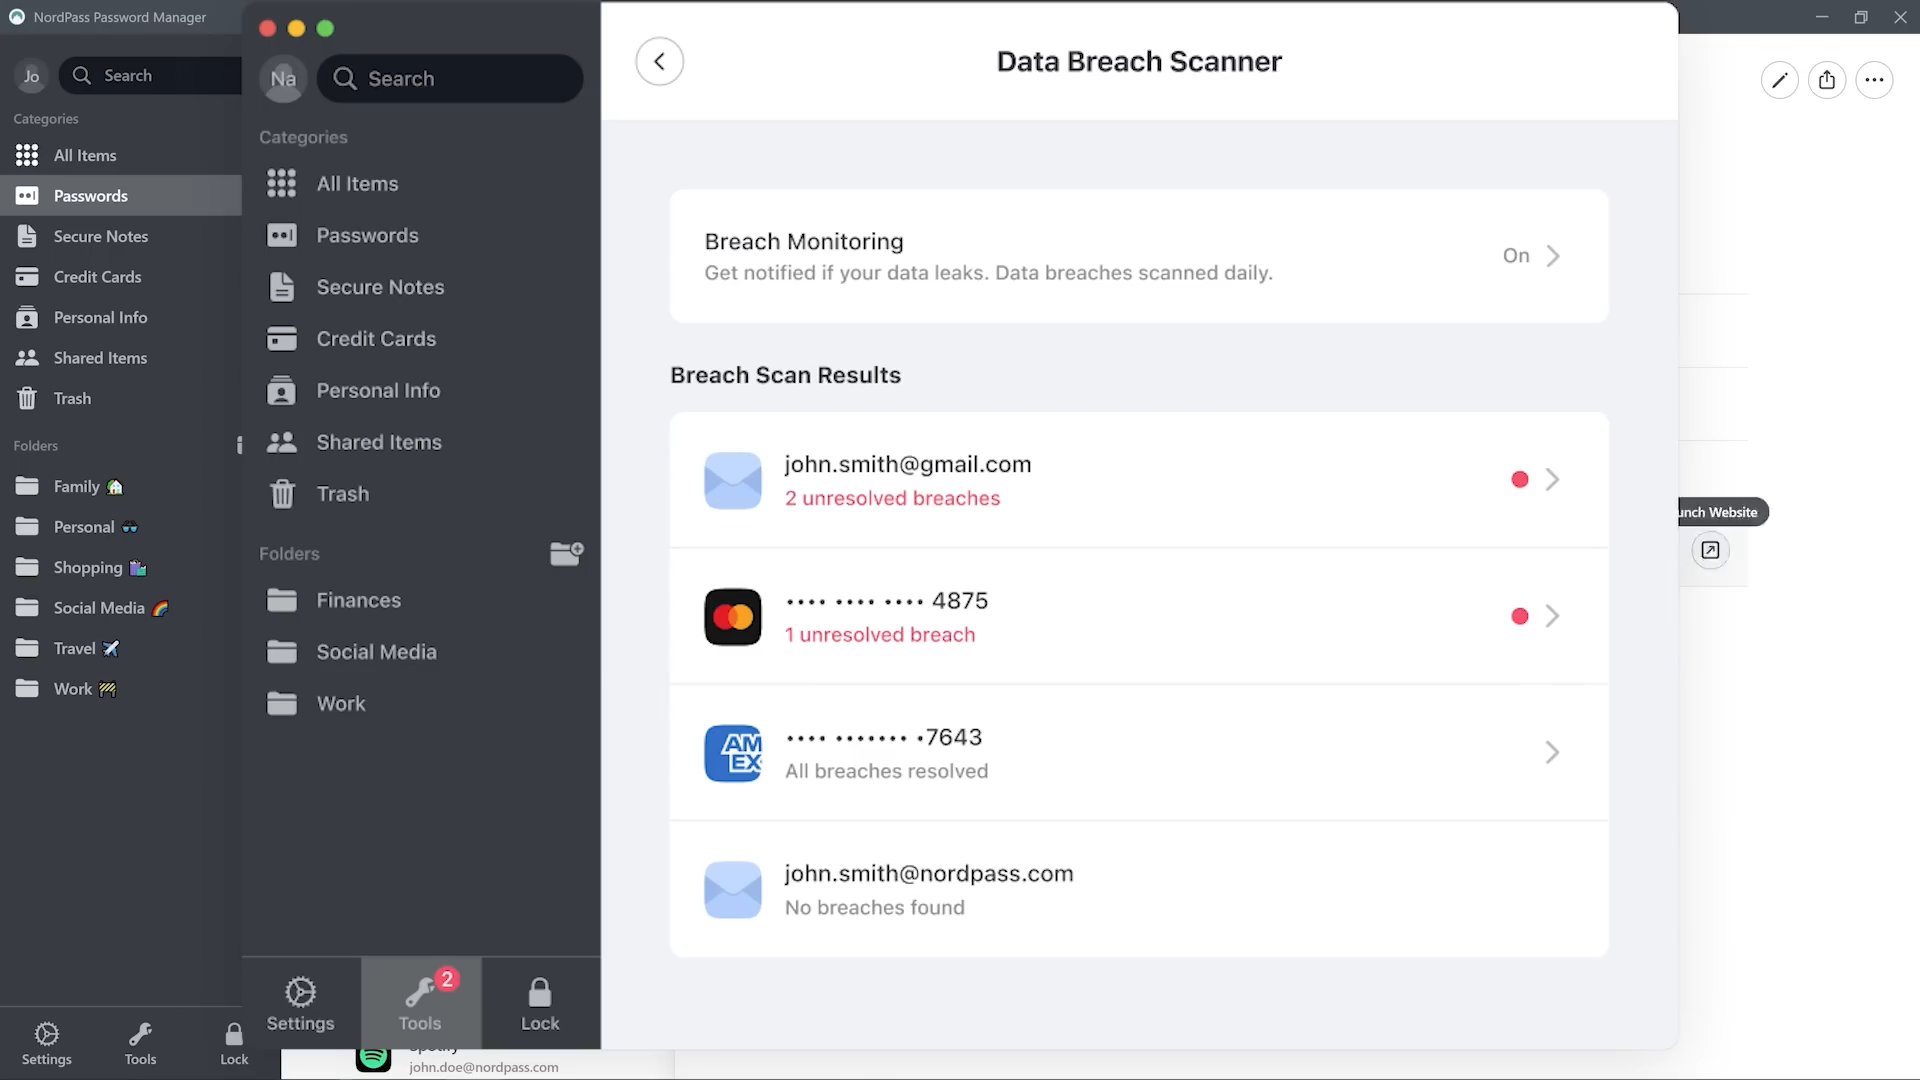 NordPass Password Manager
Jo
Search
Categories
All Items
Passwords
Secure Notes
Credit Cards
Personal Info
Shared Items
Trash
Folders
Family
Personal
Shopping
Social Media
Travel
Work
Settings
Tools
Lock
Na
Search
Categories
All Items
Passwords
Secure Notes
Credit Cards
Personal Info
Shared Items
Trash
Folders
Finances
Social Media
Work
Settings
2
Tools
Lock
Data Breach Scanner
Breach Monitoring
Get notified if your data leaks. Data breaches scanned daily.
On
Breach Scan Results
john.smith@gmail.com
2 unresolved breaches
•••• •••• •••• 4875
1 unresolved breach
AM
EX
•••• ••••••• •7643
All breaches resolved
john.smith@nordpass.com
No breaches found
unch Website
Spotify
john.doe@nordpass.com